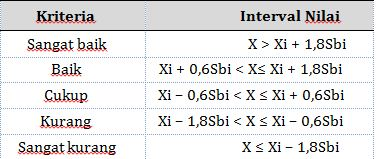 Kriteria Interval Nilai
Sangat baik X > Xi + 1,8Sbi
Baik Xi + 0,6Sbi < X≤ Xi + 1,8Sbi
Cukup Xi − 0,6Sbi < X ≤ Xi + 0,6Sbi
Kurang Xi − 1,8Sbi < X ≤ Xi − 0,6Sbi
Sangat kurang X ≤ Xi − 1,8Sbi